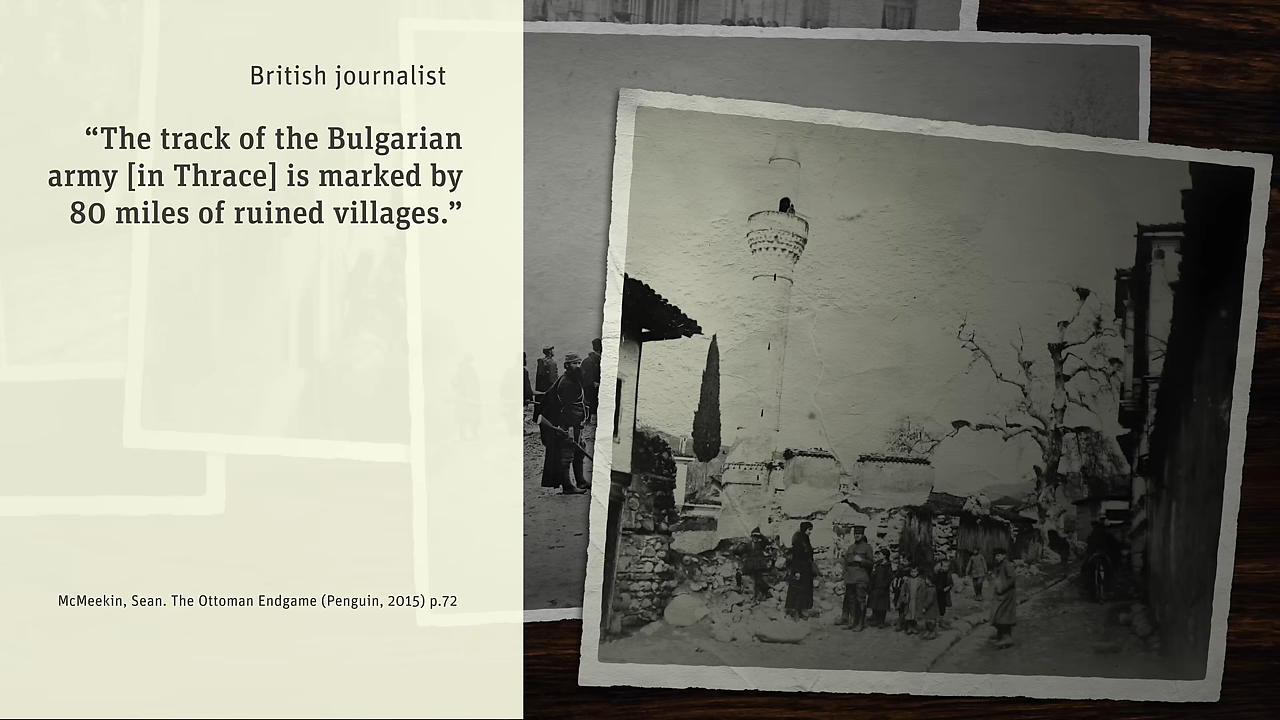 British journalist
“The track of the Bulgarian
army [in Thrace] is marked by
80 miles of ruined villages.”
McMeekin, Sean. The Ottoman Endgame (Penguin, 2015) p.72